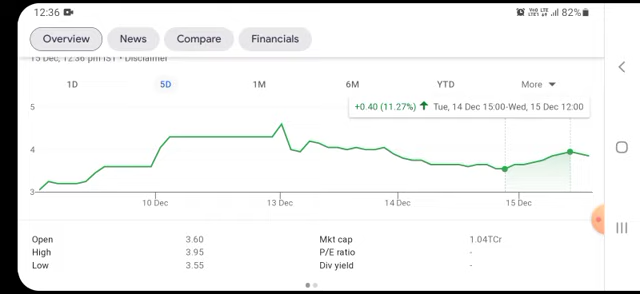 12:36
82%
Overview News Compare Financials
15 Dec, 12:36 pm IST • Disclaimer
1D 5D 1M 6M YTD More
+0.40 (11.27%) Tue, 14 Dec 15:00-Wed, 15 Dec 12:00
5
4
3
10 Dec 13 Dec 14 Dec 15 Dec
Open 3.60 Mkt cap 1.04TCr
High 3.95 P/E ratio -
Low 3.55 Div yield -